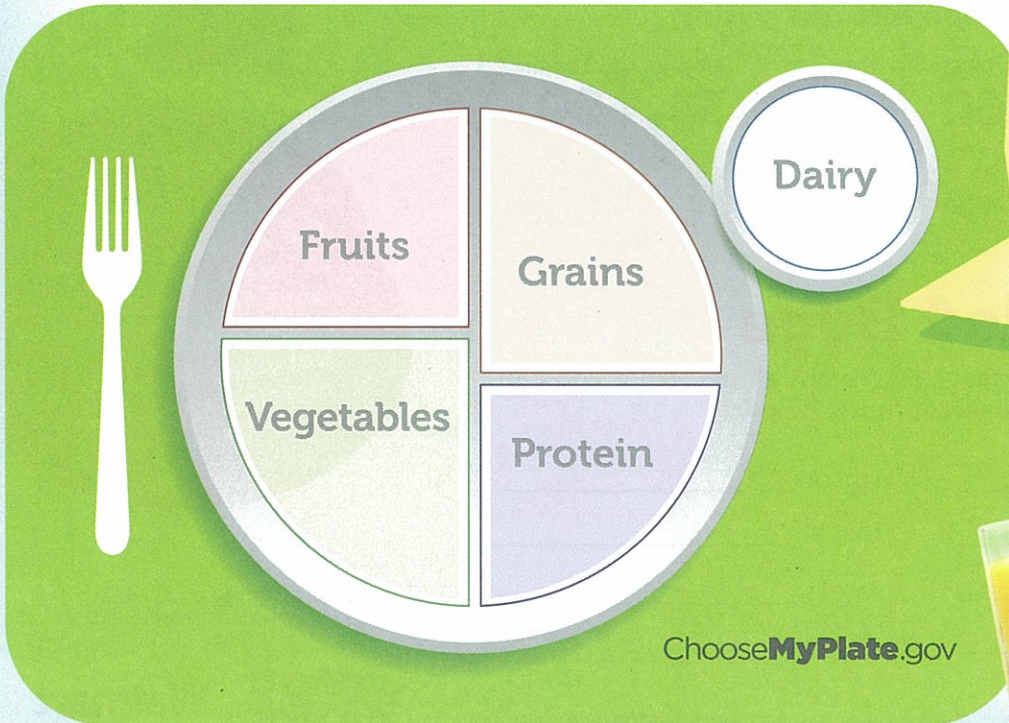 Dairy
Fruits
Grains
Vegetables
Protein
ChooseMyPlate.gov